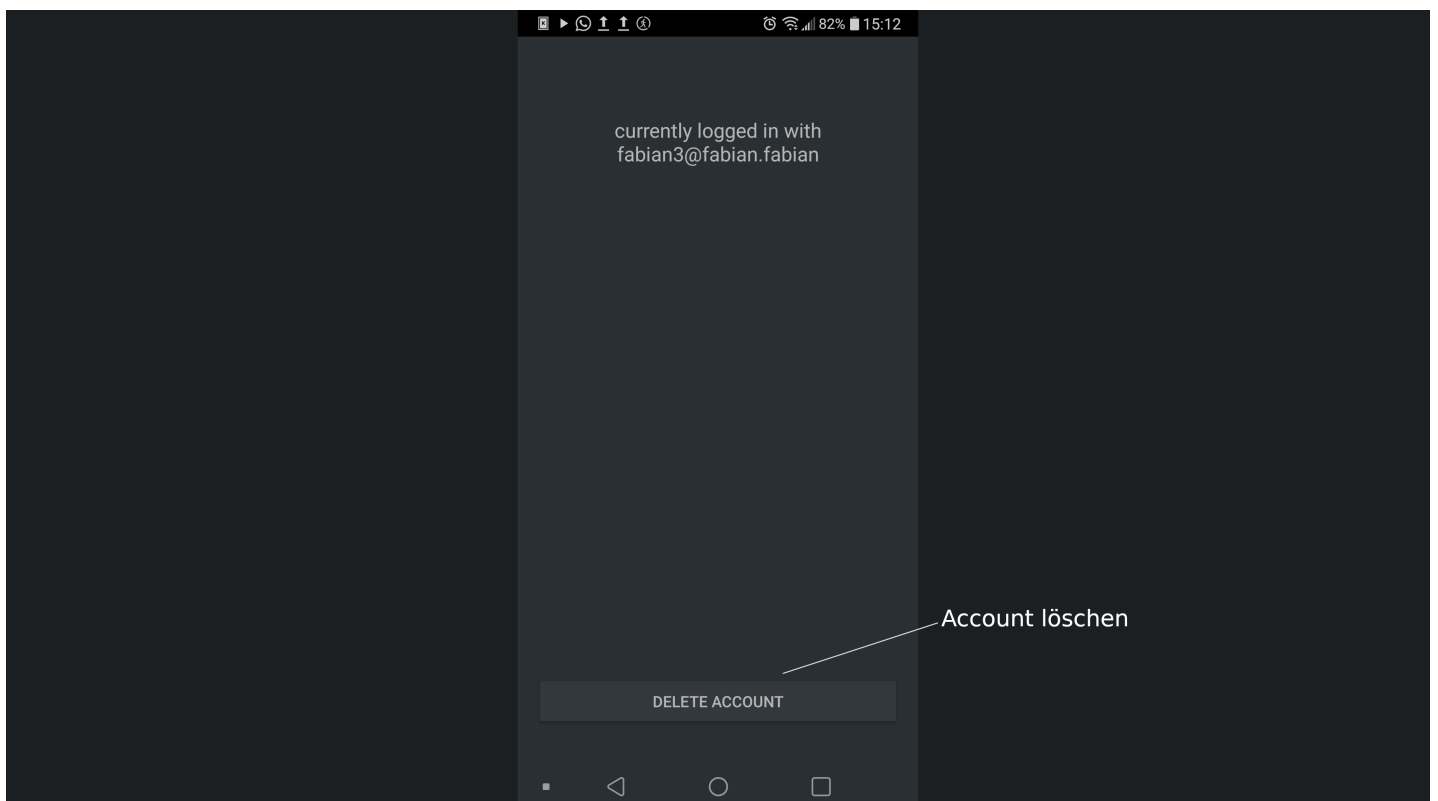 82% 15:12
currently logged in with
fabian3@fabian.fabian
Account löschen
DELETE ACCOUNT